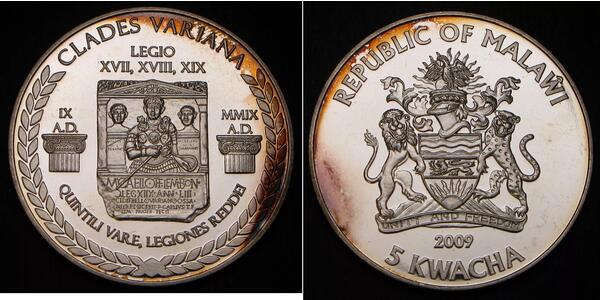 CLADES VARIANA
LEGIO
XVII, XVIII, XIX
IX
A.D.
MMIX
A.D.
QUINTILI VARE, LEGIONES REDDE!
REPUBLIC OF MALAŴI
UNITY AND FREEDOM
2009
5 KWACHA